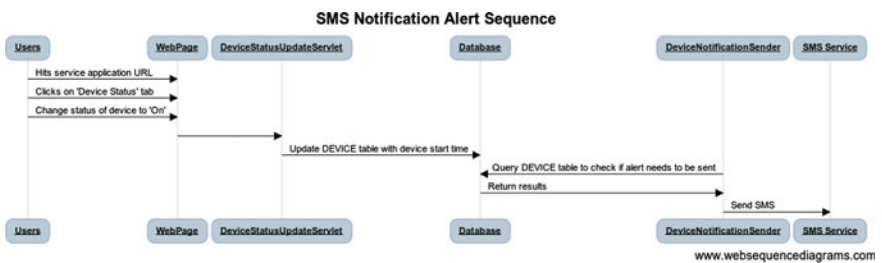 SMS Notification Alert Sequence
Users WebPage DeviceStatusUpdateServlet Database DeviceNotificationSender SMS Service
Hits service application URL
Clicks on 'Device Status' tab
Change status of device to 'On'
Update DEVICE table with device start time
Query DEVICE table to check if alert needs to be sent
Return results
Send SMS
Users WebPage DeviceStatusUpdateServlet Database DeviceNotificationSender SMS Service
www.websequencediagrams.com